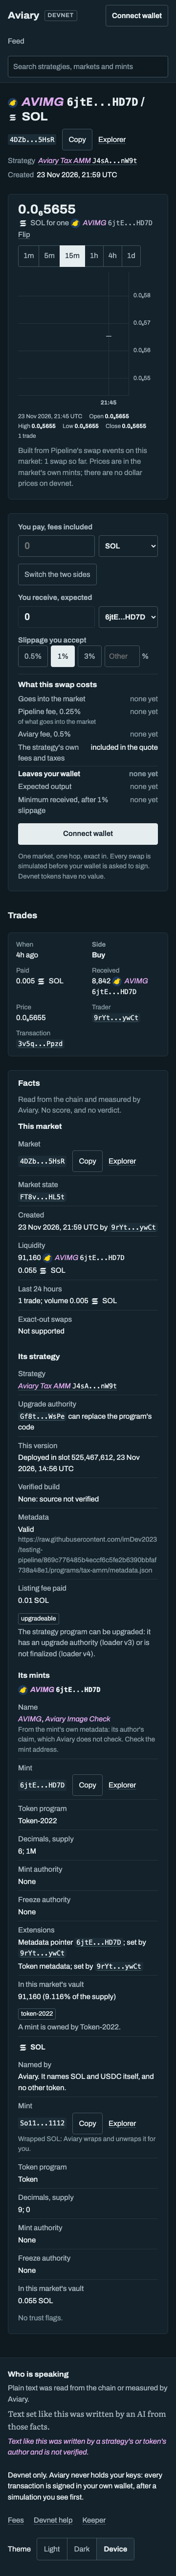 Aviary DEVNET Connect wallet
Feed
Search strategies, markets and mints
AVIMG 6jtE...HD7D /
SOL
4DZb...5HsR Copy Explorer
Strategy Aviary Tax AMM J4sA...nW9t
Created 23 Nov 2026, 21:59 UTC
0.0₆5655
SOL for one AVIMG 6jtE...HD7D
Flip
1m 5m 15m 1h 4h 1d
0.0₆58
0.0₆57
0.0₆56
0.0₆55
21:45
23 Nov 2026, 21:45 UTC Open 0.0₆5655
High 0.0₆5655 Low 0.0₆5655 Close 0.0₆5655
1 trade
Built from Pipeline's swap events on this
market: 1 swap so far. Prices are in the
market's own mints; there are no dollar
prices on devnet.
You pay, fees included
0 SOL
Switch the two sides
You receive, expected
0 6jtE...HD7D
Slippage you accept
0.5% 1% 3% Other %
What this swap costs
Goes into the market none yet
Pipeline fee, 0.25% none yet
of what goes into the market
Aviary fee, 0.5% none yet
The strategy's own included in the quote
fees and taxes
Leaves your wallet none yet
Expected output none yet
Minimum received, after 1% none yet
slippage
Connect wallet
One market, one hop, exact in. Every swap is
simulated before your wallet is asked to sign.
Devnet tokens have no value.
Trades
When Side
4h ago Buy
Paid Received
0.005 SOL 8,842 AVIMG
6jtE...HD7D
Price Trader
0.0₆5655 9rYt...ywCt
Transaction
3v5q...Ppzd
Facts
Read from the chain and measured by
Aviary. No score, and no verdict.
This market
Market
4DZb...5HsR Copy Explorer
Market state
FT8v...HL5t
Created
23 Nov 2026, 21:59 UTC by 9rYt...ywCt
Liquidity
91,160 AVIMG 6jtE...HD7D
0.055 SOL
Last 24 hours
1 trade; volume 0.005 SOL
Exact-out swaps
Not supported
Its strategy
Strategy
Aviary Tax AMM J4sA...nW9t
Upgrade authority
Gf8t...WsPe can replace the program's
code
This version
Deployed in slot 525,467,612, 23 Nov
2026, 14:56 UTC
Verified build
None: source not verified
Metadata
Valid
https://raw.githubusercontent.com/imDev2023
/testing-
Listing fee paid
0.01 SOL
upgradeable
The strategy program can be upgraded: it
has an upgrade authority (loader v3) or is
not finalized (loader v4).
Its mints
AVIMG 6jtE...HD7D
Name
AVIMG, Aviary Image Check
From the mint's own metadata: its author's
claim, which Aviary does not check. Check the
mint address.
Mint
6jtE...HD7D Copy Explorer
Token program
Token-2022
Decimals, supply
6; 1M
Mint authority
None
Freeze authority
None
Extensions
Metadata pointer 6jtE...HD7D ; set by
9rYt...ywCt
Token metadata; set by 9rYt...ywCt
In this market's vault
91,160 (9.116% of the supply)
token-2022
A mint is owned by Token-2022.
SOL
Named by
Aviary. It names SOL and USDC itself, and
no other token.
Mint
So11...1112 Copy Explorer
Wrapped SOL: Aviary wraps and unwraps it for
you.
Token program
Token
Decimals, supply
9; 0
Mint authority
None
Freeze authority
None
In this market's vault
0.055 SOL
No trust flags.
Who is speaking
Plain text was read from the chain or measured by
Aviary.
Text set like this was written by an AI from
those facts.
Text like this was written by a strategy's or token's
author and is not verified.
Devnet only. Aviary never holds your keys: every
transaction is signed in your own wallet, after a
simulation you see first.
Fees Devnet help Keeper
Theme Light Dark Device